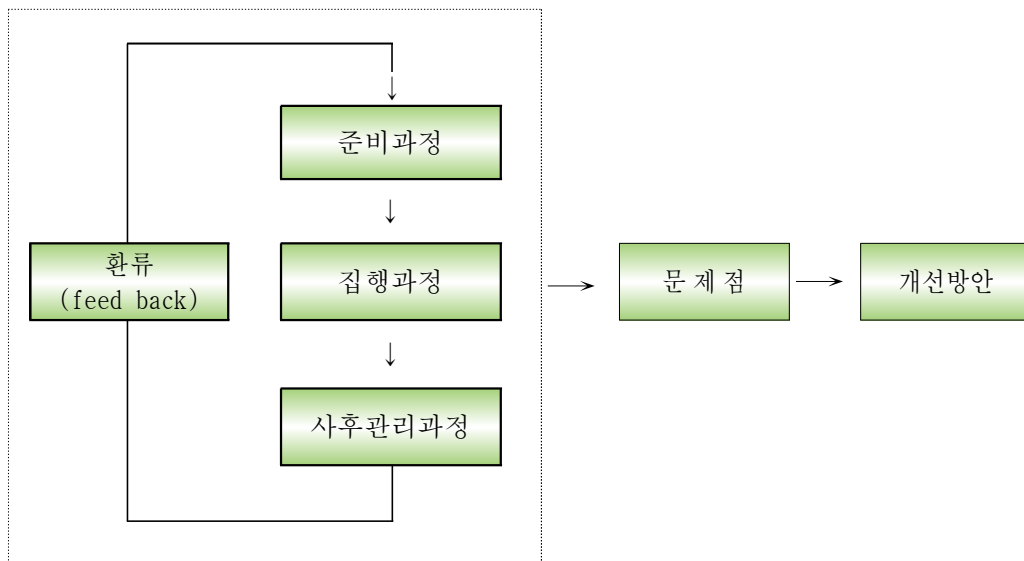 준비과정
환류
(feed back)
집행과정
문 제 점
개선방안
사후관리과정